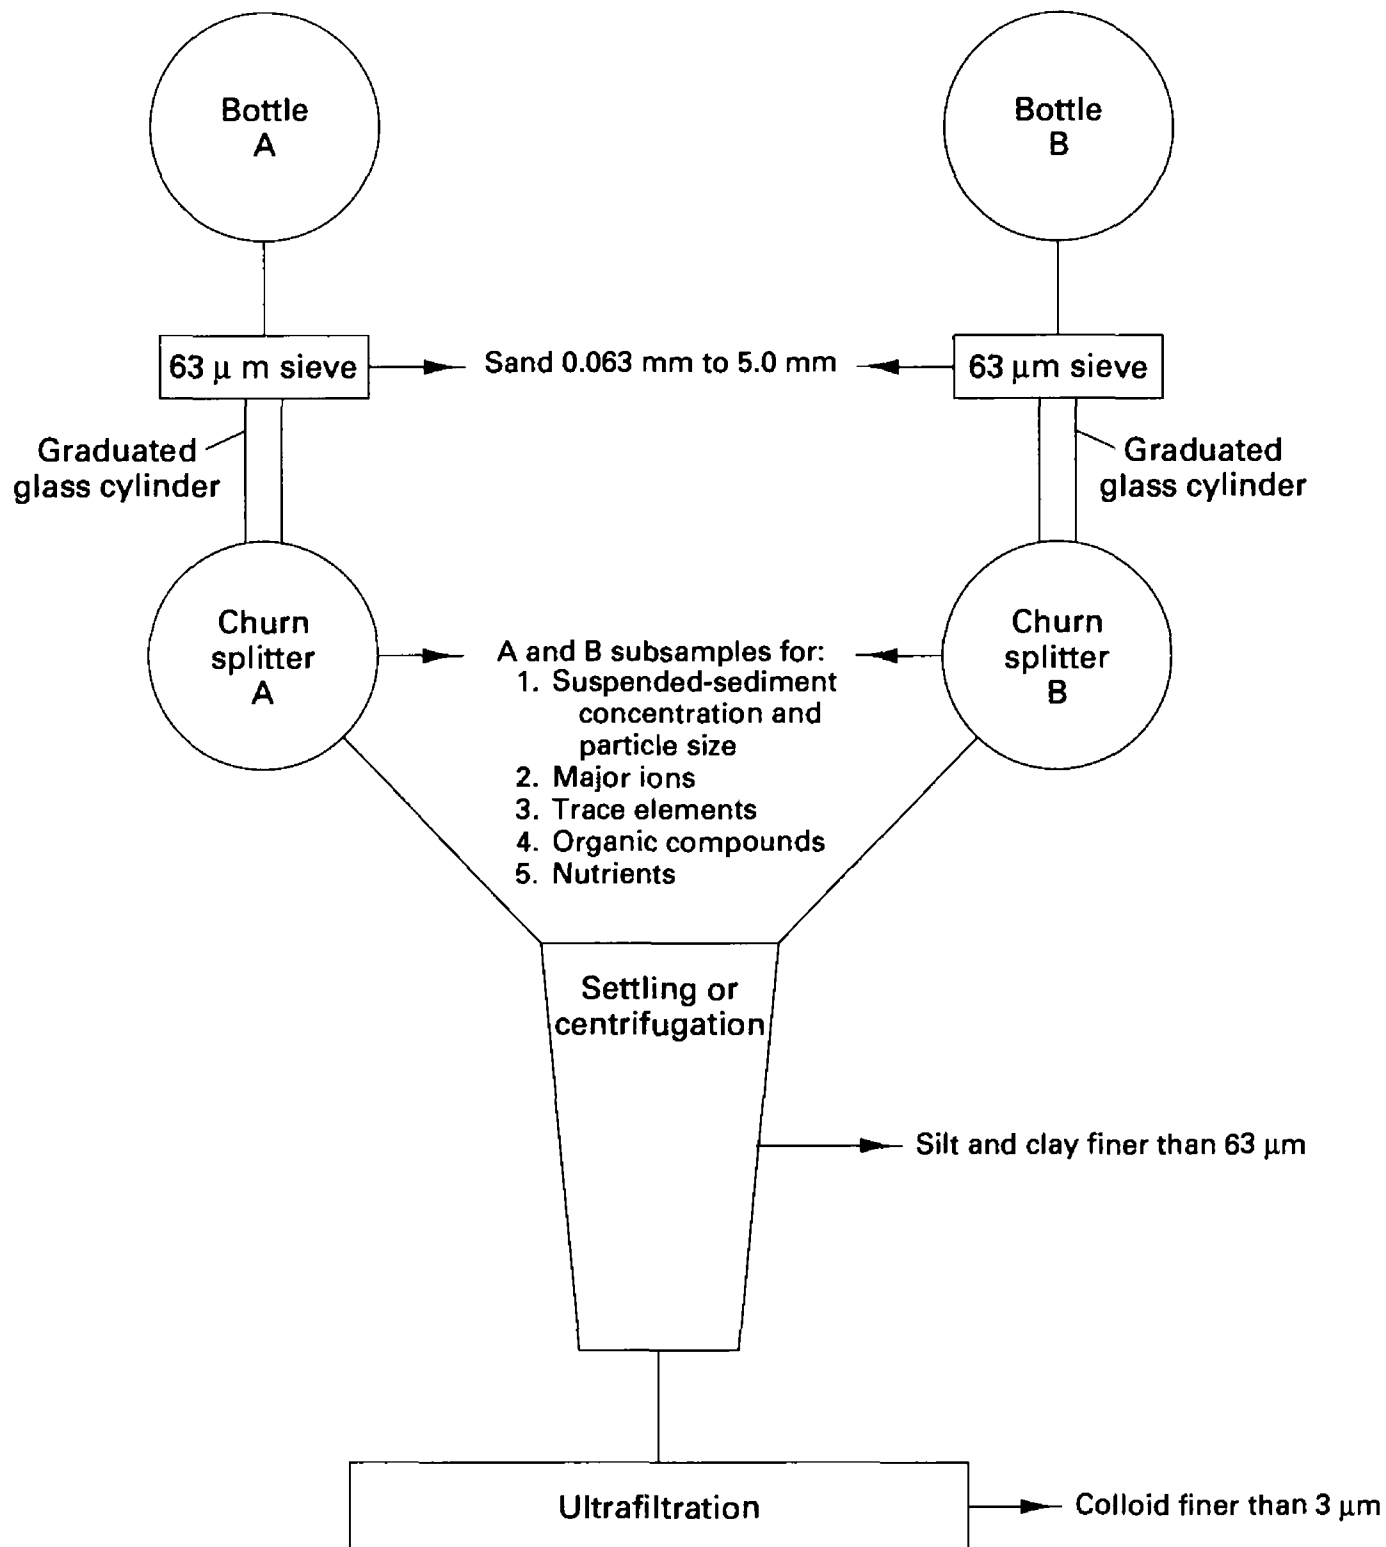 Bottle
A
Bottle
B
63 μ m sieve
Sand 0.063 mm to 5.0 mm
63 μm sieve
Graduated
glass cylinder
Graduated
glass cylinder
Churn
splitter
A
A and B subsamples for:
1. Suspended-sediment
concentration and
particle size
2. Major ions
3. Trace elements
4. Organic compounds
5. Nutrients
Churn
splitter
B
Settling or
centrifugation
Silt and clay finer than 63 μm
Ultrafiltration
Colloid finer than 3 μm